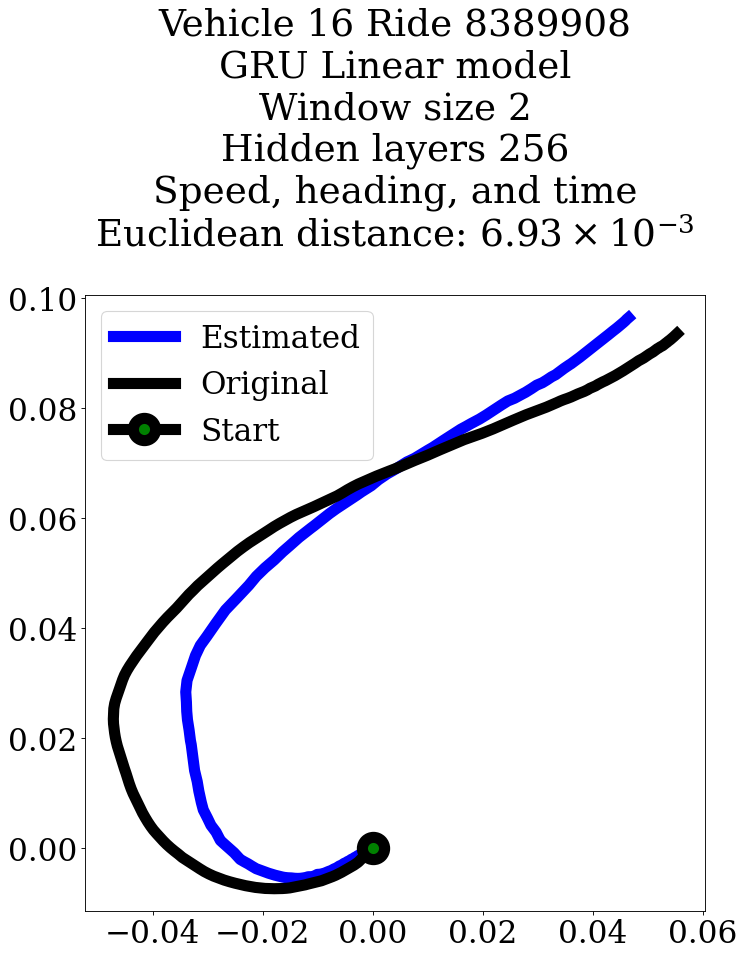 Vehicle 16 Ride 8389908
GRU Linear model
Window size 2
Hidden layers 256
Speed, heading, and time
Euclidean distance: 6.93 × 10⁻³
0.10
0.08
0.06
0.04
0.02
0.00
Estimated
Original
Start
−0.04 −0.02 0.00 0.02 0.04 0.06